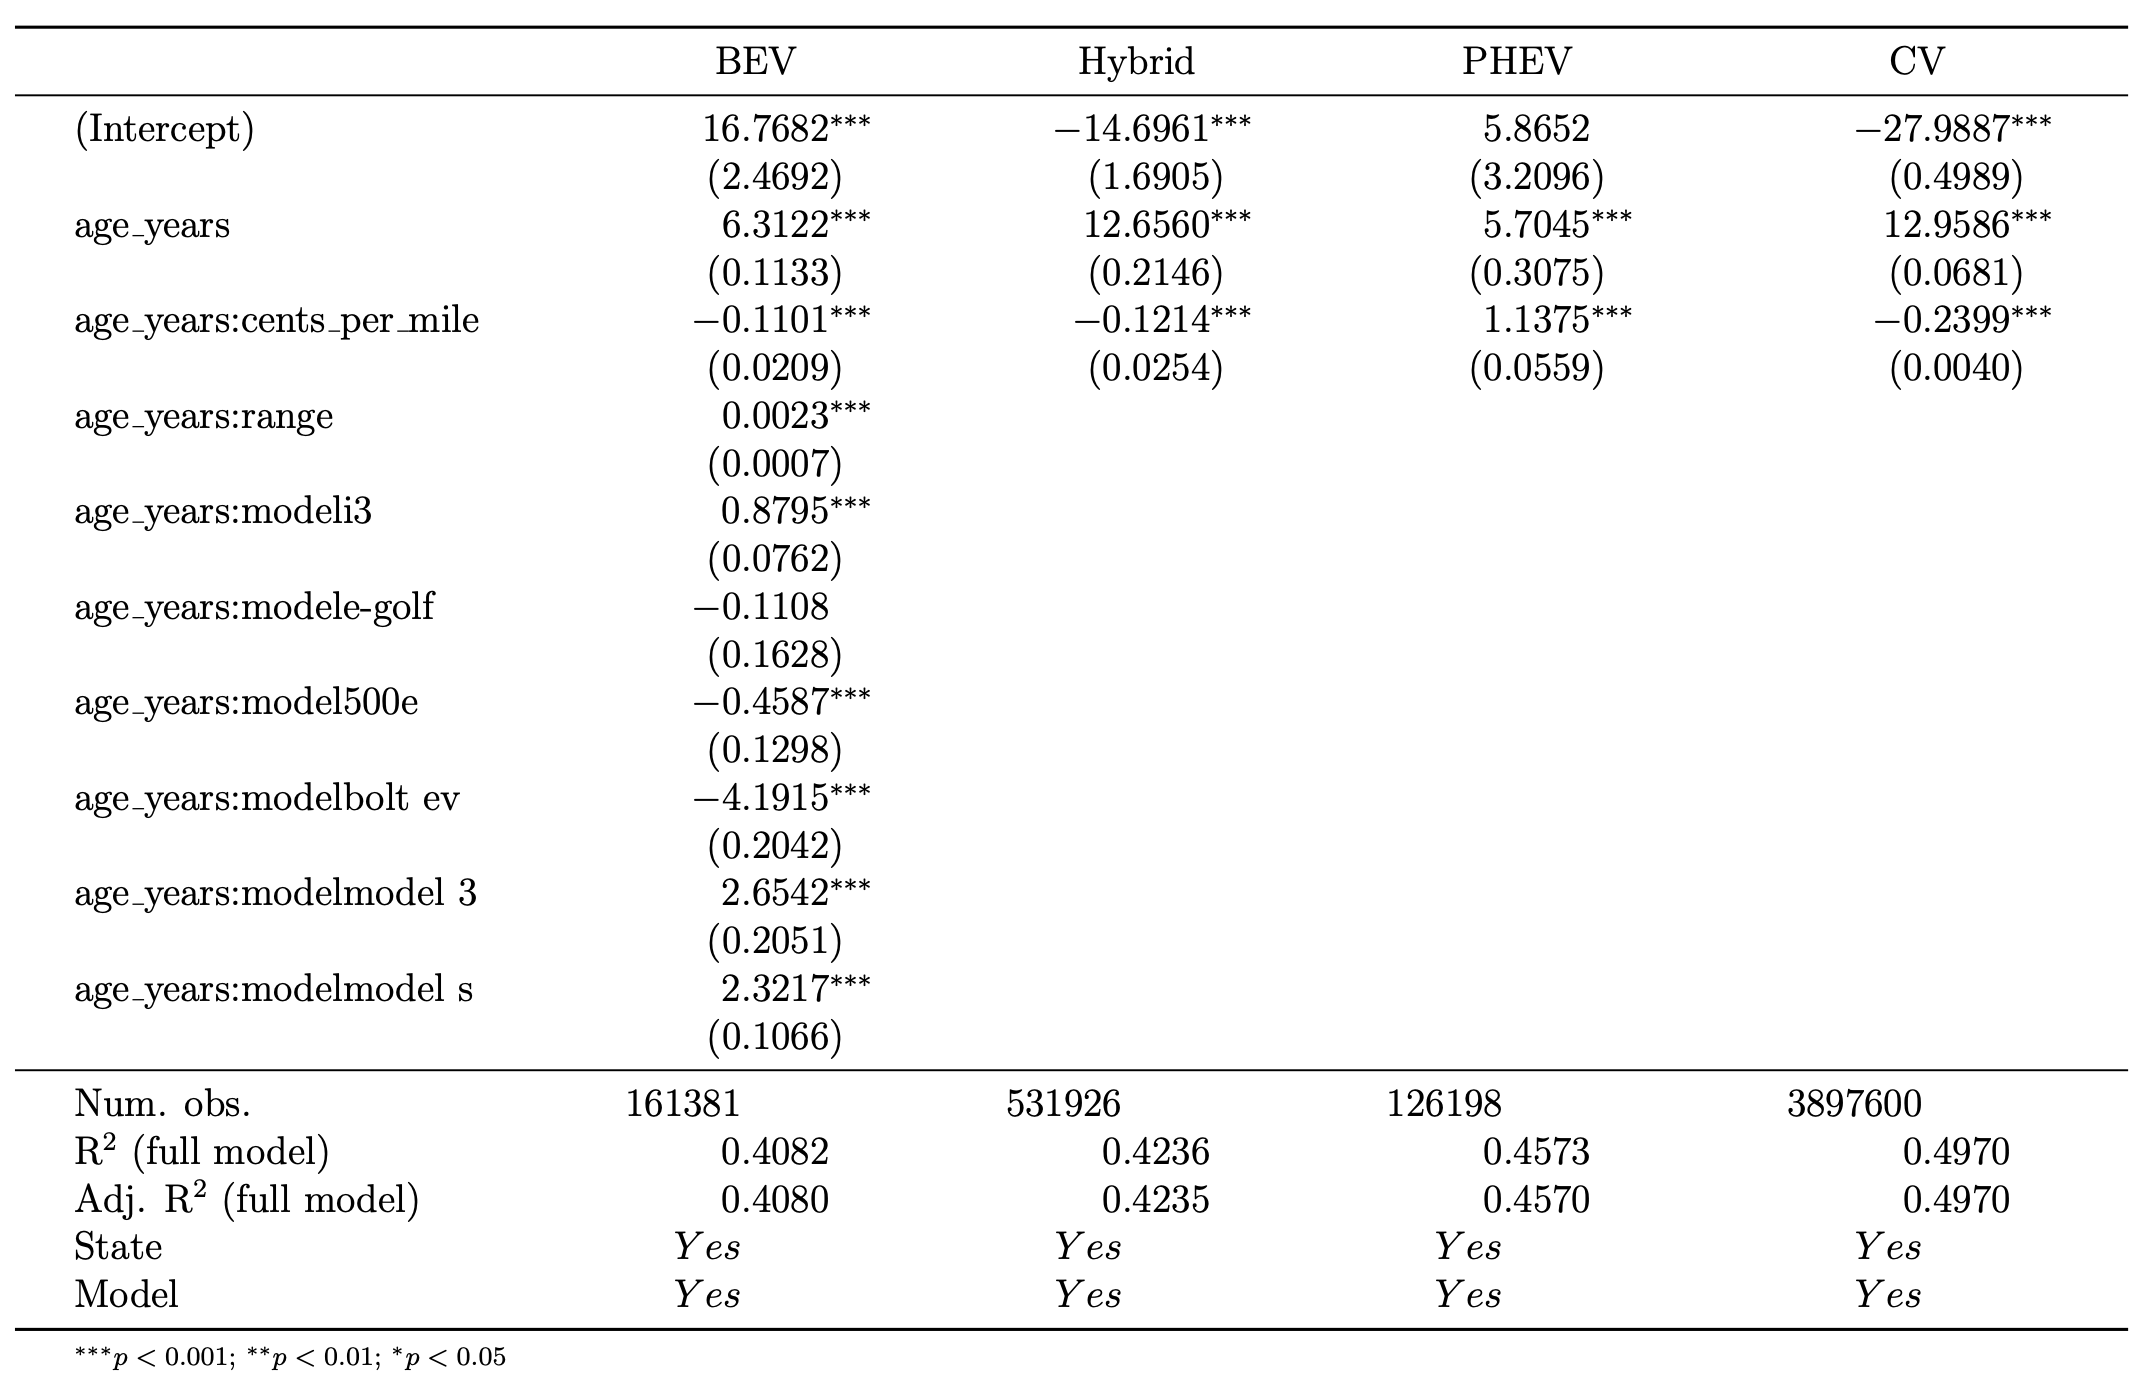 BEV Hybrid PHEV CV
(Intercept) 16.7682*** −14.6961*** 5.8652 −27.9887***
(2.4692) (1.6905) (3.2096) (0.4989)
age_years 6.3122*** 12.6560*** 5.7045*** 12.9586***
(0.1133) (0.2146) (0.3075) (0.0681)
age_years:cents_per_mile −0.1101*** −0.1214*** 1.1375*** −0.2399***
(0.0209) (0.0254) (0.0559) (0.0040)
age_years:range 0.0023***
(0.0007)
age_years:modeli3 0.8795***
(0.0762)
age_years:modele-golf −0.1108
(0.1628)
age_years:model500e −0.4587***
(0.1298)
age_years:modelbolt ev −4.1915***
(0.2042)
age_years:modelmodel 3 2.6542***
(0.2051)
age_years:modelmodel s 2.3217***
(0.1066)
Num. obs. 161381 531926 126198 3897600
R² (full model) 0.4082 0.4236 0.4573 0.4970
Adj. R² (full model) 0.4080 0.4235 0.4570 0.4970
State Yes Yes Yes Yes
Model Yes Yes Yes Yes
***p < 0.001; **p < 0.01; *p < 0.05